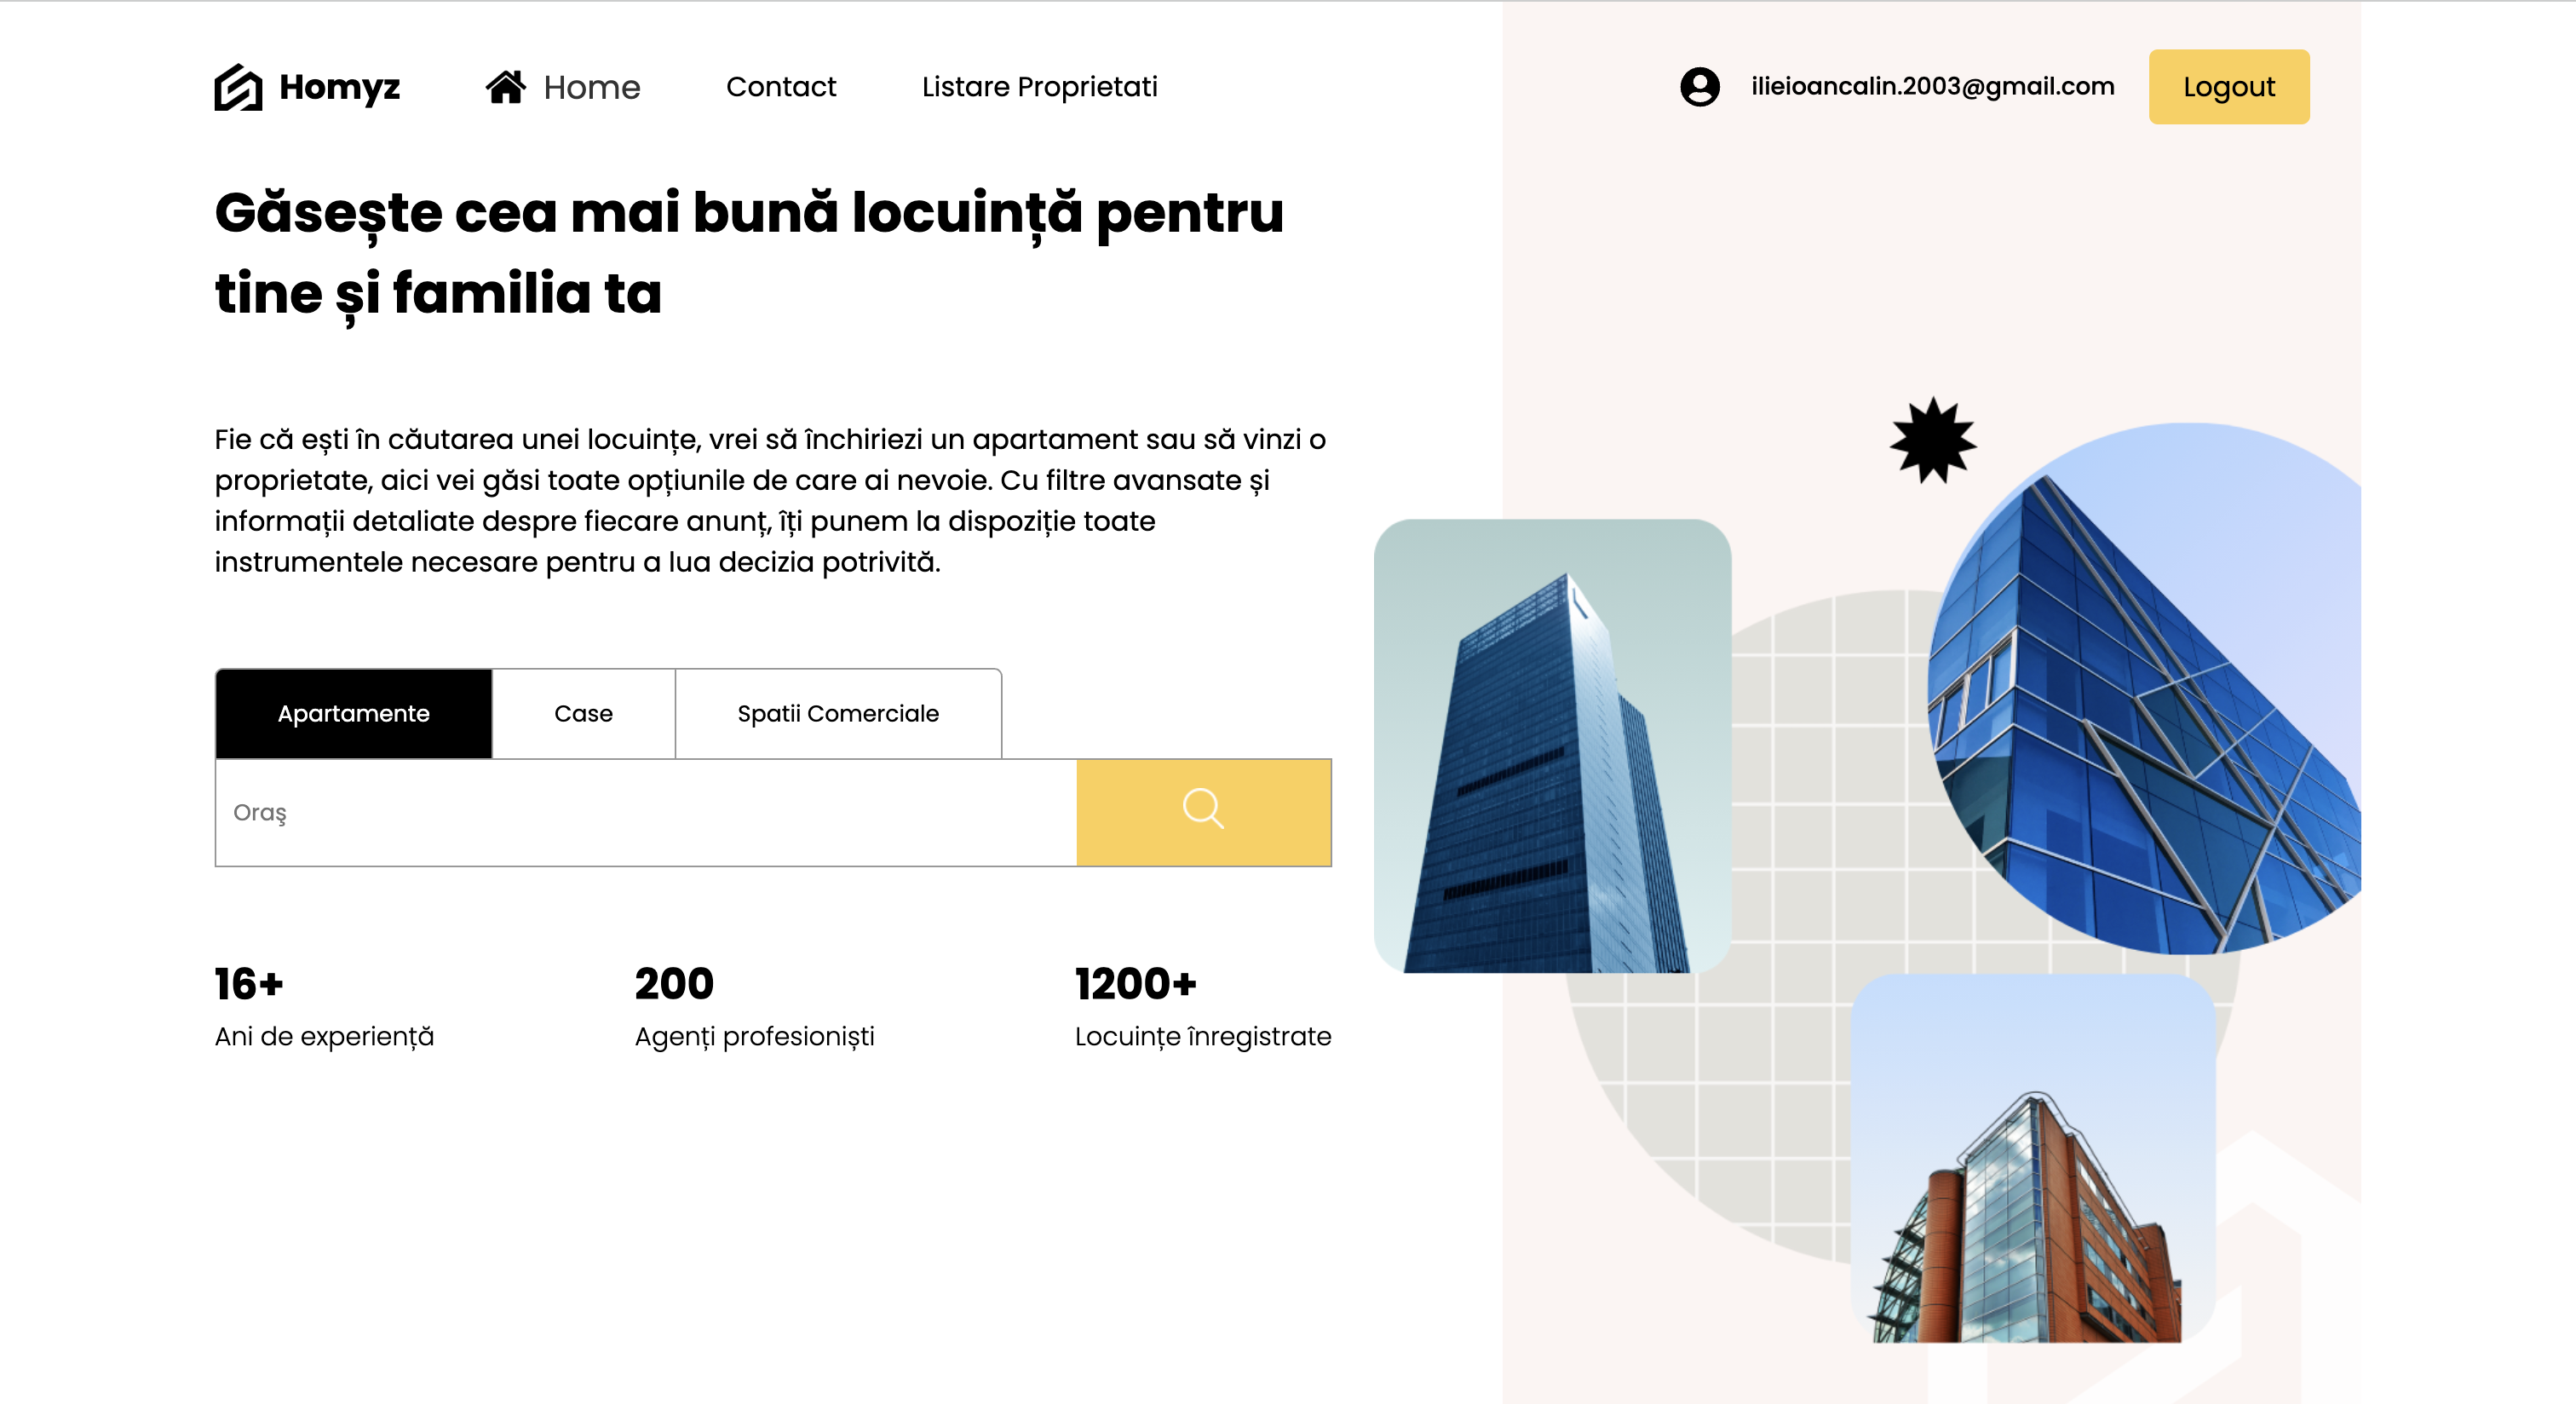 Homyz
Home
Contact
Listare Proprietati
ilieioancalin.2003@gmail.com
Logout
Găsește cea mai bună locuință pentru
tine și familia ta
Fie că ești în căutarea unei locuințe, vrei să închiriezi un apartament sau să vinzi o
proprietate, aici vei găsi toate opțiunile de care ai nevoie. Cu filtre avansate și
informații detaliate despre fiecare anunț, îți punem la dispoziție toate
instrumentele necesare pentru a lua decizia potrivită.
Apartamente
Case
Spatii Comerciale
Oraş
16+
Ani de experiență
200
Agenți profesioniști
1200+
Locuințe înregistrate